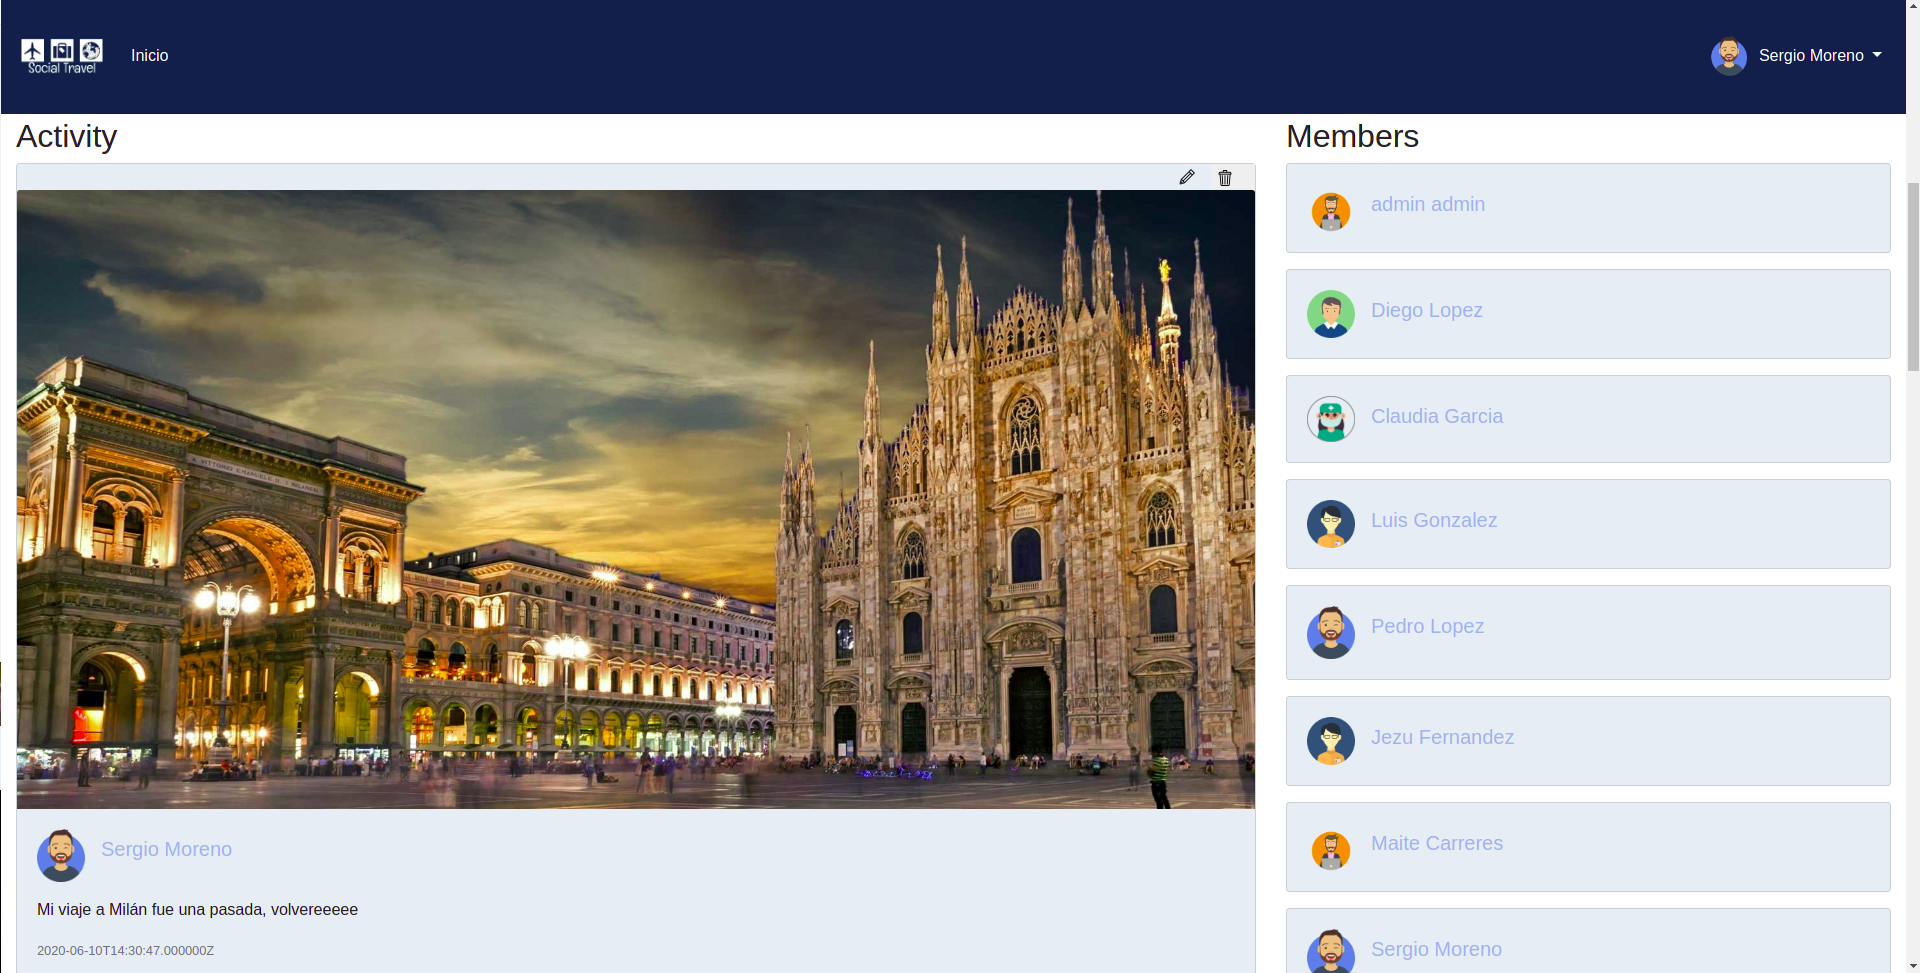 Social Travel
Inicio
Sergio Moreno
Activity
Members
A VITTORIO EMANUELE II I MILANESI
admin admin
Diego Lopez
Claudia Garcia
Luis Gonzalez
Pedro Lopez
Jezu Fernandez
Maite Carreres
Sergio Moreno
Sergio Moreno
Mi viaje a Milán fue una pasada, volvereeeee
2020-06-10T14:30:47.000000Z